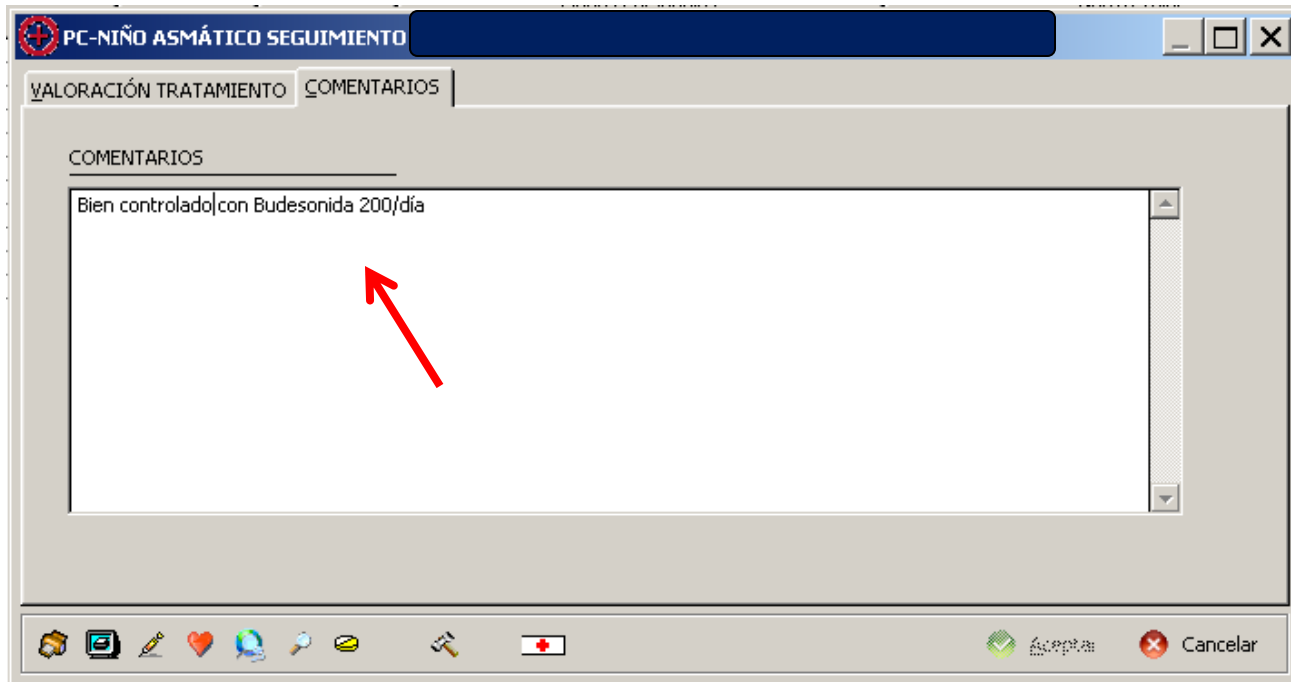 PC-NIÑO ASMÁTICO SEGUIMIENTO
VALORACIÓN TRATAMIENTO COMENTARIOS
COMENTARIOS
Bien controlado con Budesonida 200/día
Aceptar Cancelar